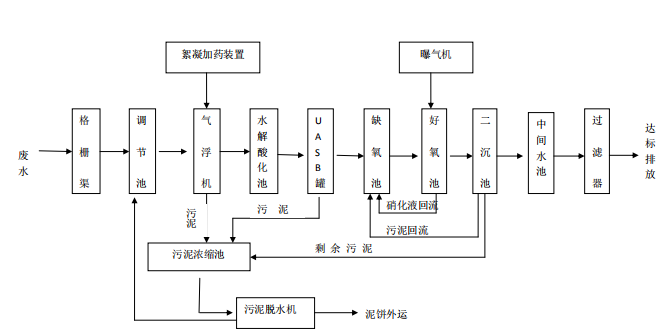 絮凝加药装置
曝气机
废水
格栅渠
调节池
气浮机
水解酸化池
UASB罐
缺氧池
好氧池
二沉池
中间水池
过滤器
达标排放
污泥
污 泥
硝化液回流
污泥回流
剩 余 污 泥
污泥浓缩池
污泥脱水机
泥饼外运